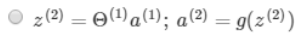 z⁽²⁾ = Θ⁽¹⁾a⁽¹⁾; a⁽²⁾ = g(z⁽²⁾)